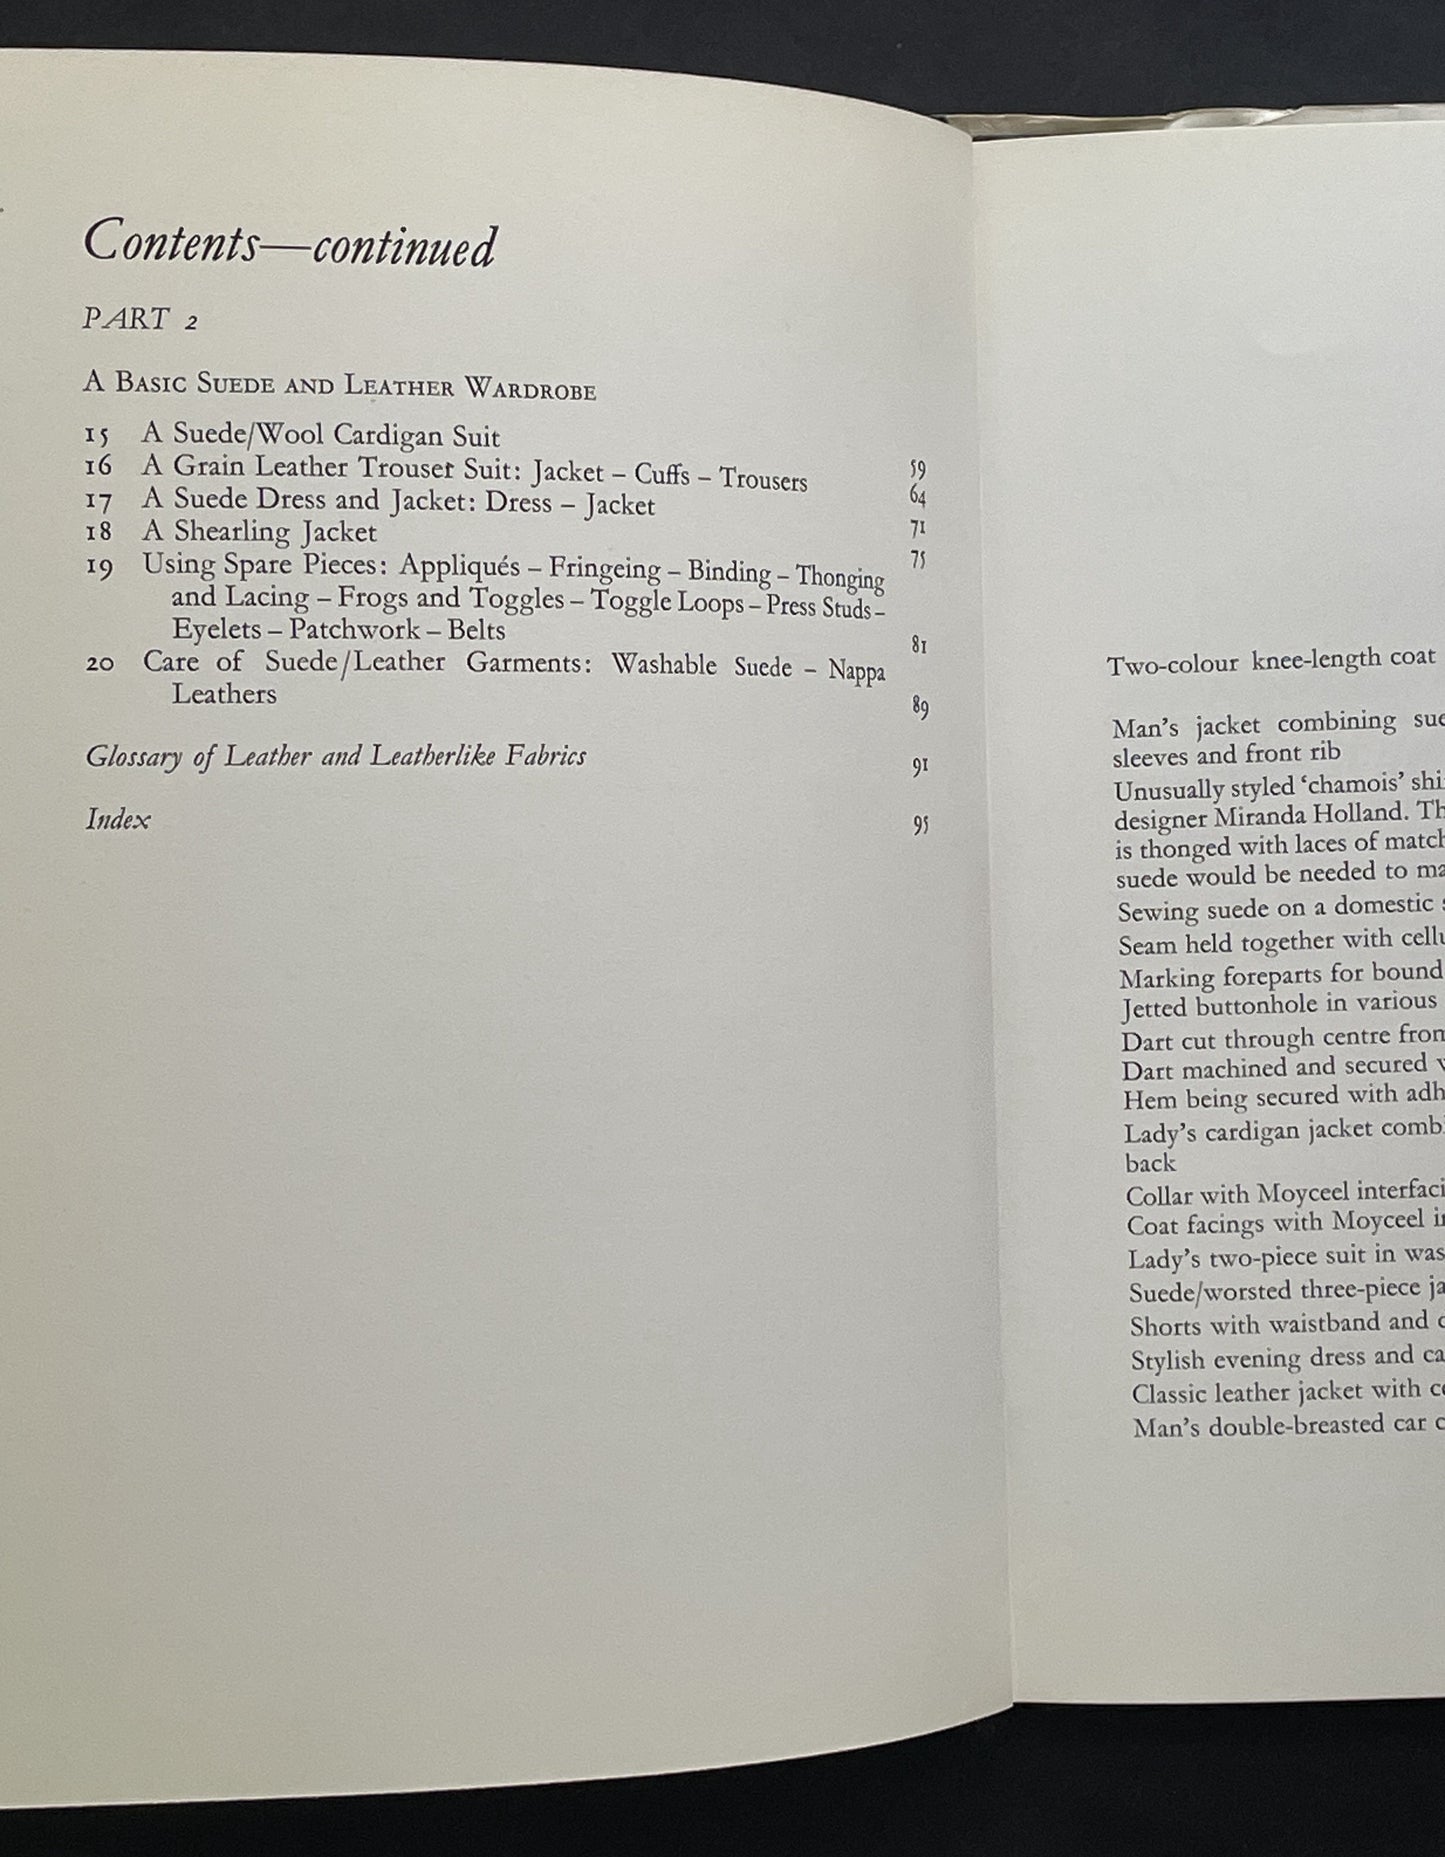 Contents—continued
PART 2
A Basic Suede and Leather Wardrobe
15 A Suede/Wool Cardigan Suit 59
16 A Grain Leather Trouser Suit: Jacket – Cuffs – Trousers 64
17 A Suede Dress and Jacket: Dress – Jacket 71
18 A Shearling Jacket 75
19 Using Spare Pieces: Appliqués – Fringeing – Binding – Thonging
and Lacing – Frogs and Toggles – Toggle Loops – Press Studs –
Eyelets – Patchwork – Belts 81
20 Care of Suede/Leather Garments: Washable Suede – Nappa
Leathers 89
Glossary of Leather and Leatherlike Fabrics 91
Index 95
Two-colour knee-length coat
Man's jacket combining
sleeves and front rib
Unusually styled 'chamois'
designer Miranda Holland.
is thonged with laces of
suede would be needed to
Sewing suede on a domestic
Seam held together with
Marking foreparts for
Jetted buttonhole in various
Dart cut through centre
Dart machined and secured
Hem being secured with
Lady's cardigan jacket
back
Collar with Moyceel
Coat facings with Moyceel
Lady's two-piece suit in
Suede/worsted three-piece
Shorts with waistband and
Stylish evening dress and
Classic leather jacket with
Man's double-breasted car